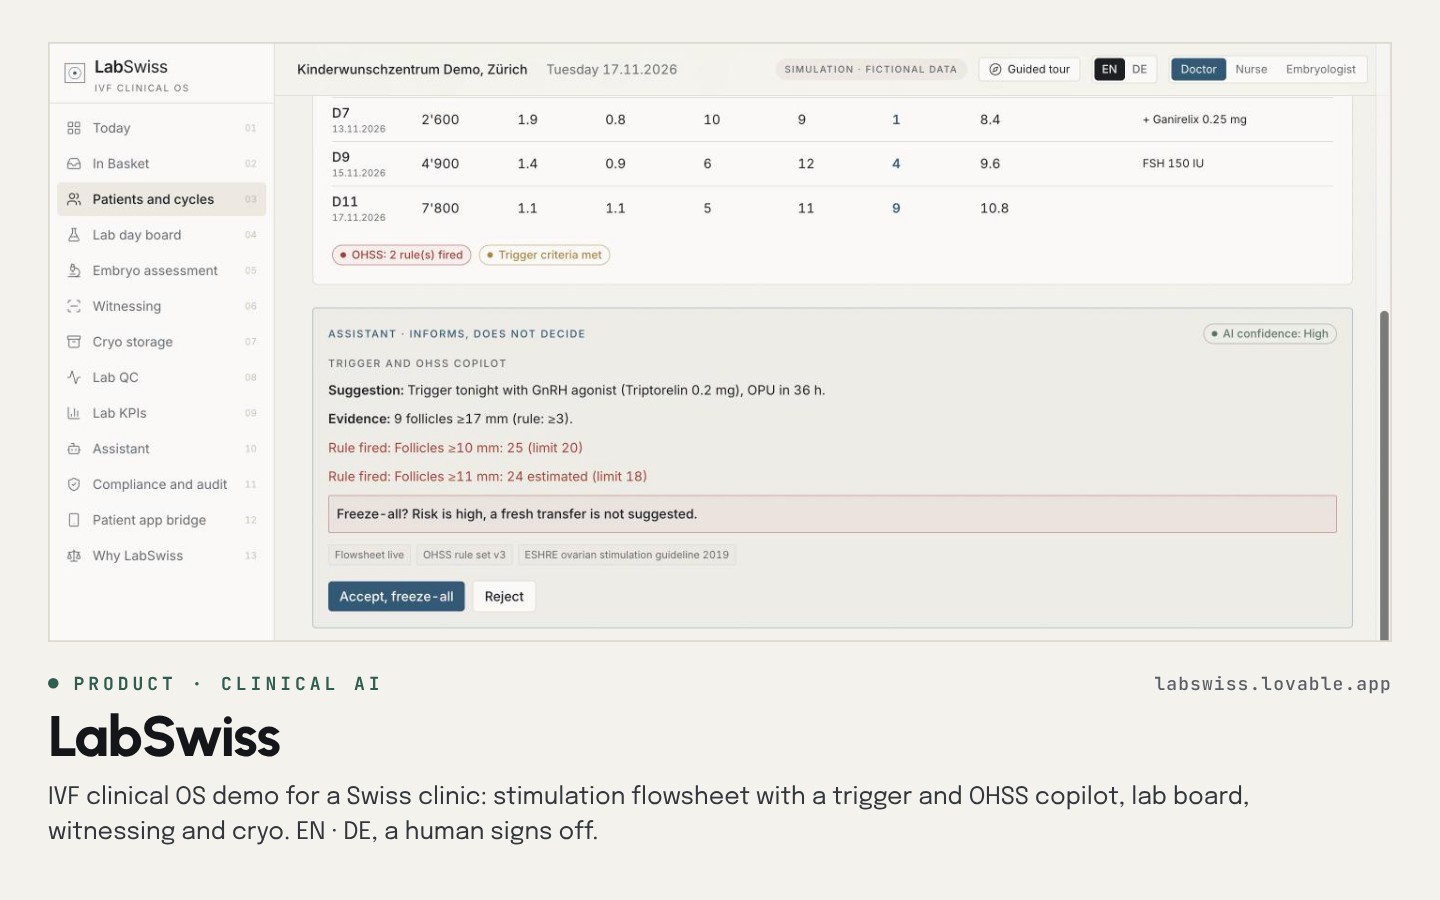 LabSwiss
IVF CLINICAL OS
Kinderwunschzentrum Demo, Zürich Tuesday 17.11.2026 SIMULATION · FICTIONAL DATA Guided tour EN DE Doctor Nurse Embryologist
Today 01
In Basket 02
Patients and cycles 03
Lab day board 04
Embryo assessment 05
Witnessing 06
Cryo storage 07
Lab QC 08
Lab KPIs 09
Assistant 10
Compliance and audit 11
Patient app bridge 12
Why LabSwiss 13
D7 2'600 1.9 0.8 10 9 1 8.4 + Ganirelix 0.25 mg
13.11.2026
D9 4'900 1.4 0.9 6 12 4 9.6 FSH 150 IU
15.11.2026
D11 7'800 1.1 1.1 5 11 9 10.8
17.11.2026
OHSS: 2 rule(s) fired Trigger criteria met
ASSISTANT · INFORMS, DOES NOT DECIDE AI confidence: High
TRIGGER AND OHSS COPILOT
Suggestion: Trigger tonight with GnRH agonist (Triptorelin 0.2 mg), OPU in 36 h.
Evidence: 9 follicles ≥17 mm (rule: ≥3).
Rule fired: Follicles ≥10 mm: 25 (limit 20)
Rule fired: Follicles ≥11 mm: 24 estimated (limit 18)
Freeze-all? Risk is high, a fresh transfer is not suggested.
Flowsheet live OHSS rule set v3 ESHRE ovarian stimulation guideline 2019
Accept, freeze-all Reject
PRODUCT · CLINICAL AI labswiss.lovable.app
LabSwiss
IVF clinical OS demo for a Swiss clinic: stimulation flowsheet with a trigger and OHSS copilot, lab board,
witnessing and cryo. EN · DE, a human signs off.